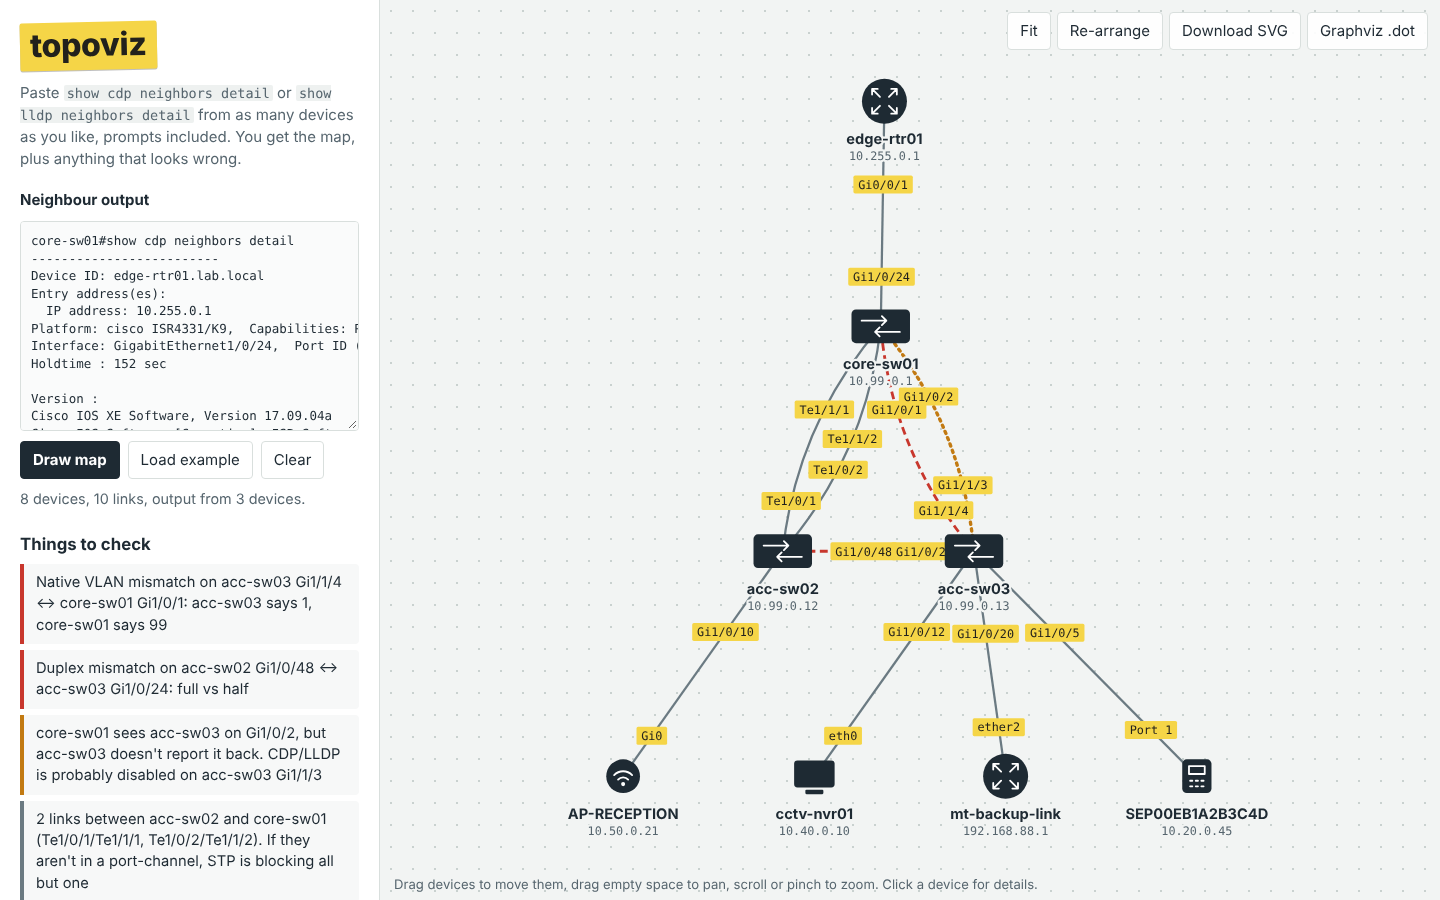 topoviz
Paste show cdp neighbors detail or show
lldp neighbors detail from as many devices
as you like, prompts included. You get the map,
plus anything that looks wrong.
Neighbour output
core-sw01#show cdp neighbors detail
-------------------------
Device ID: edge-rtr01.lab.local
Entry address(es):
IP address: 10.255.0.1
Platform: cisco ISR4331/K9,  Capabilities:
Interface: GigabitEthernet1/0/24,  Port ID
Holdtime : 152 sec
Version :
Cisco IOS XE Software, Version 17.09.04a
Draw map
Load example
Clear
8 devices, 10 links, output from 3 devices.
Things to check
Native VLAN mismatch on acc-sw03 Gi1/1/4
↔ core-sw01 Gi1/0/1: acc-sw03 says 1,
core-sw01 says 99
Duplex mismatch on acc-sw02 Gi1/0/48 ↔
acc-sw03 Gi1/0/24: full vs half
core-sw01 sees acc-sw03 on Gi1/0/2, but
acc-sw03 doesn't report it back. CDP/LLDP
is probably disabled on acc-sw03 Gi1/1/3
2 links between acc-sw02 and core-sw01
(Te1/0/1/Te1/1/1, Te1/0/2/Te1/1/2). If they
aren't in a port-channel, STP is blocking all
but one
Fit
Re-arrange
Download SVG
Graphviz .dot
edge-rtr01
10.255.0.1
Gi0/0/1
Gi1/0/24
core-sw01
10.99.0.1
Gi1/0/2
Te1/1/1
Gi1/0/1
Te1/1/2
Te1/0/2
Gi1/1/3
Te1/0/1
Gi1/1/4
Gi1/0/48
Gi1/0/2
acc-sw02
10.99.0.12
acc-sw03
10.99.0.13
Gi1/0/10
Gi1/0/12
Gi1/0/20
Gi1/0/5
Gi0
eth0
ether2
Port 1
AP-RECEPTION
10.50.0.21
cctv-nvr01
10.40.0.10
mt-backup-link
192.168.88.1
SEP00EB1A2B3C4D
10.20.0.45
Drag devices to move them, drag empty space to pan, scroll or pinch to zoom. Click a device for details.